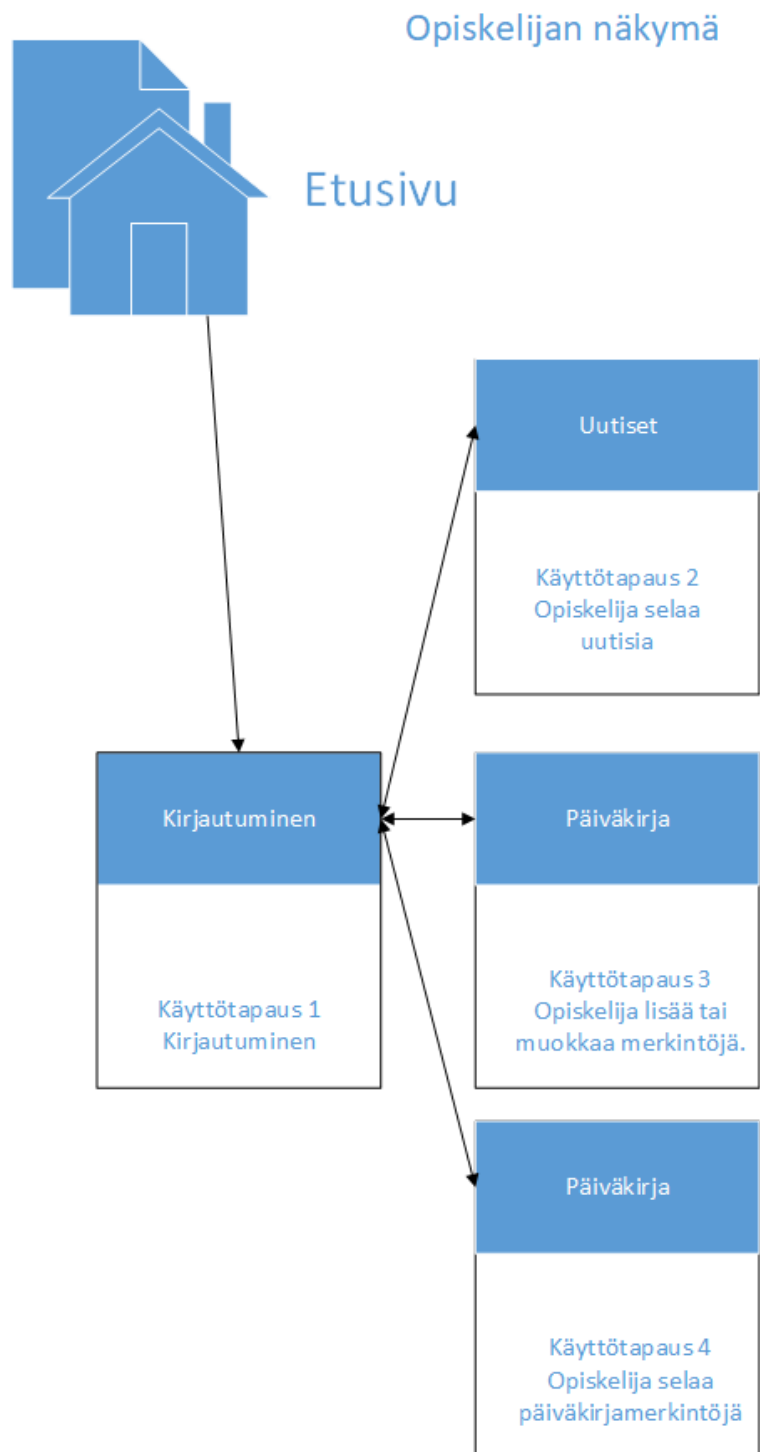 Opiskelijan näkymä
Etusivu
Uutiset
Käyttötapaus 2
Opiskelija selaa
uutisia
Kirjautuminen
Käyttötapaus 1
Kirjautuminen
Päiväkirja
Käyttötapaus 3
Opiskelija lisää tai
muokkaa merkintöjä.
Päiväkirja
Käyttötapaus 4
Opiskelija selaa
päiväkirjamerkintöjä